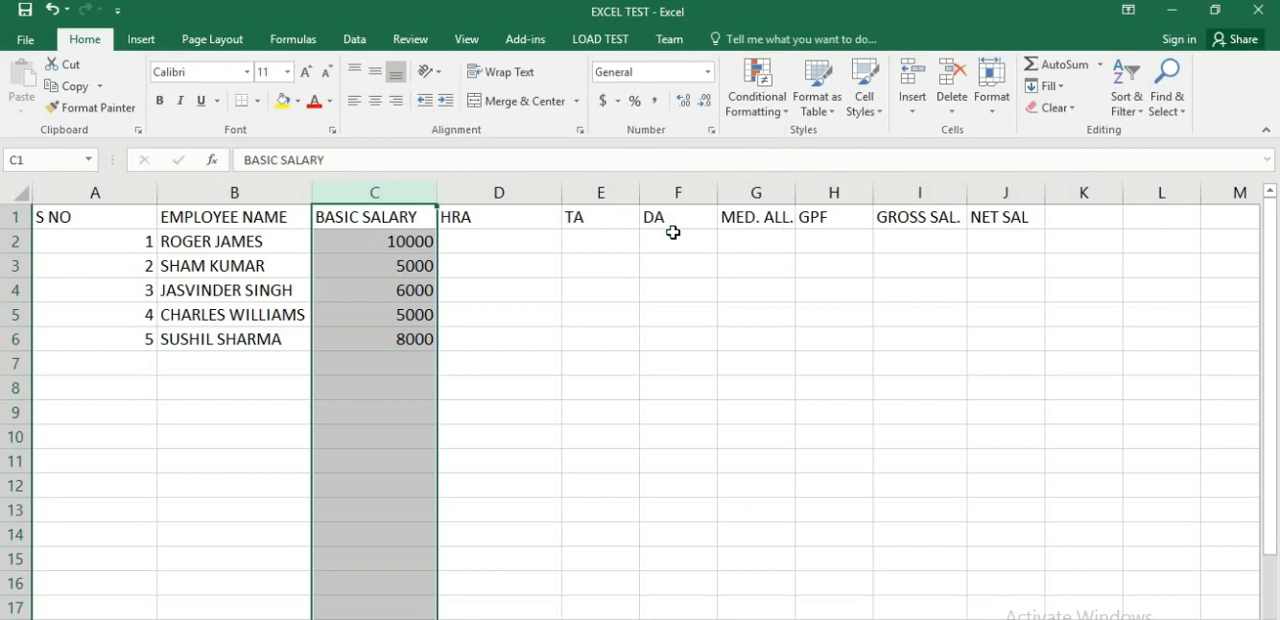 EXCEL TEST - Excel
File Home Insert Page Layout Formulas Data Review View Add-ins LOAD TEST Team Tell me what you want to do... Sign in Share
Paste Cut Copy Format Painter
Calibri 11
B I U
Wrap Text
Merge & Center
General
$ % ,
Conditional Formatting
Format as Table
Cell Styles
Insert Delete Format
AutoSum
Fill
Clear
Sort & Filter
Find & Select
Clipboard Font Alignment Number Styles Cells Editing
C1 fx BASIC SALARY
A B C D E F G H I J K L M
1 S NO EMPLOYEE NAME BASIC SALARY HRA TA DA MED. ALL. GPF GROSS SAL. NET SAL
2 1 ROGER JAMES 10000
3 2 SHAM KUMAR 5000
4 3 JASVINDER SINGH 6000
5 4 CHARLES WILLIAMS 5000
6 5 SUSHIL SHARMA 8000
7
8
9
10
11
12
13
14
15
16
17
Activate Windows